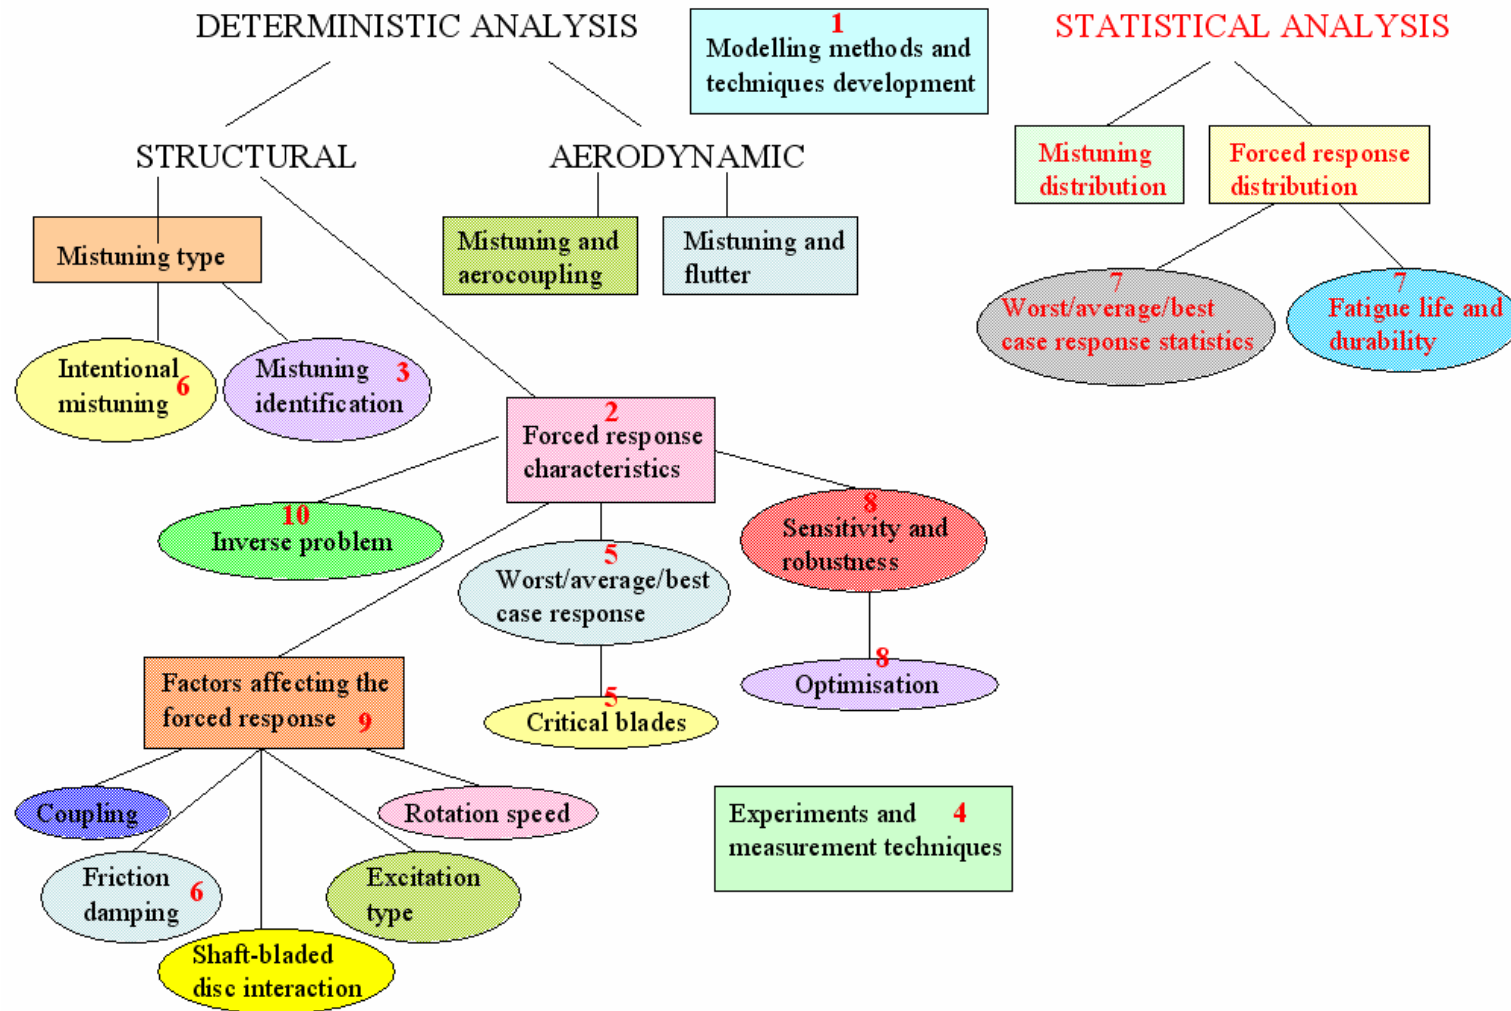 DETERMINISTIC ANALYSIS
1
Modelling methods and
techniques development
STATISTICAL ANALYSIS
STRUCTURAL
AERODYNAMIC
Mistuning
distribution
Forced response
distribution
Mistuning type
Mistuning and
aerocoupling
Mistuning and
flutter
7
Worst/average/best
case response statistics
7
Fatigue life and
durability
Intentional
mistuning 6
Mistuning 3
identification
2
Forced response
characteristics
10
Inverse problem
5
Worst/average/best
case response
8
Sensitivity and
robustness
Factors affecting the
forced response 9
5
Critical blades
8
Optimisation
Coupling
Rotation speed
Experiments and 4
measurement techniques
Friction
damping 6
Excitation
type
Shaft-bladed
disc interaction